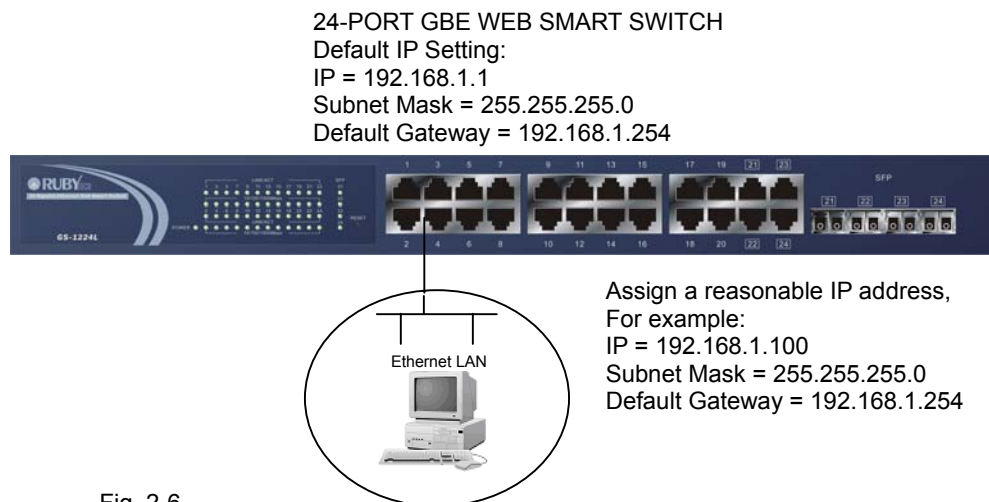 24-PORT GBE WEB SMART SWITCH
Default IP Setting:
IP = 192.168.1.1
Subnet Mask = 255.255.255.0
Default Gateway = 192.168.1.254
1 3 5 7 9 11 13 15 17 19 21 23
RUBY
SFP
LINK/ACT
SFP
21 22 23 24
POWER
RESET
GS-1224L
2 4 6 8 10 12 14 16 18 20 22 24
Assign a reasonable IP address,
For example:
IP = 192.168.1.100
Subnet Mask = 255.255.255.0
Default Gateway = 192.168.1.254
Ethernet LAN
Fig. 2-6